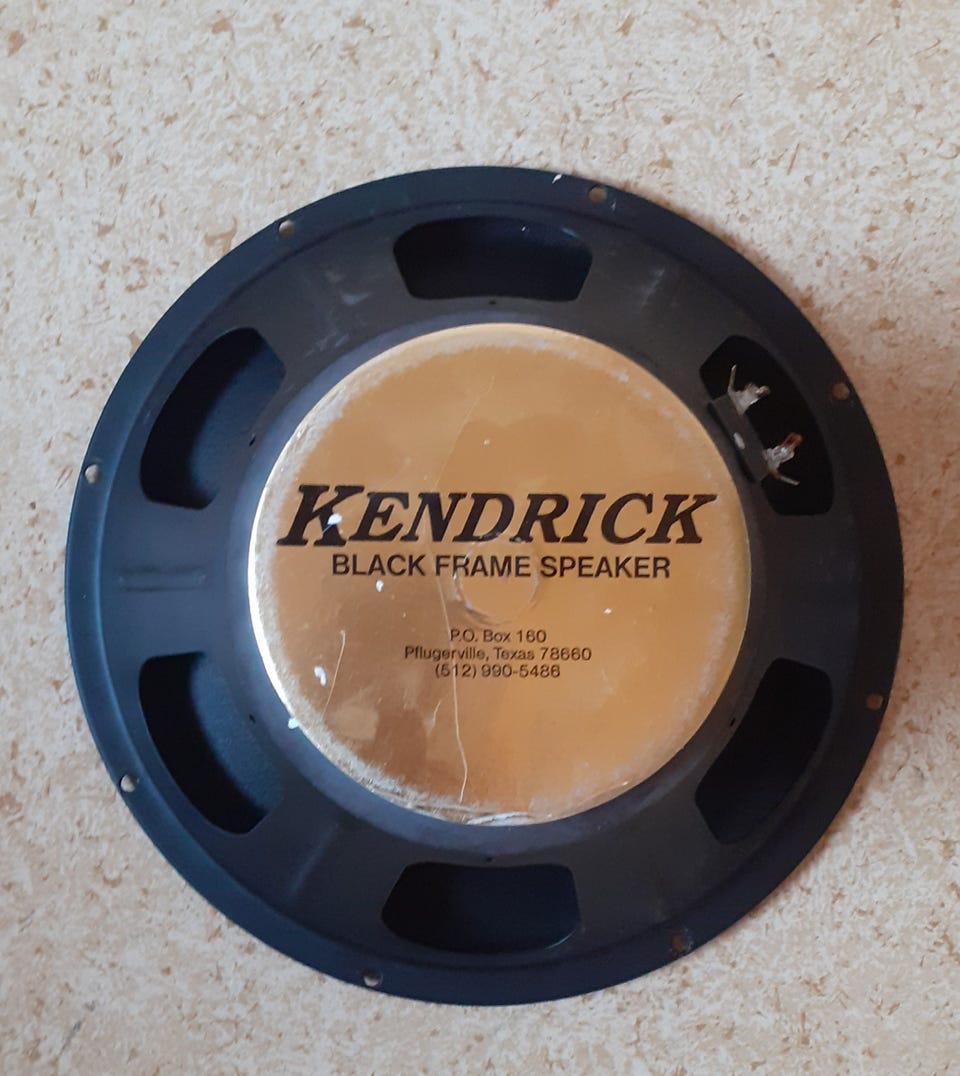 KENDRICK
BLACK FRAME SPEAKER
P.O. Box 160
Pflugerville, Texas 78660
(512) 990-5486